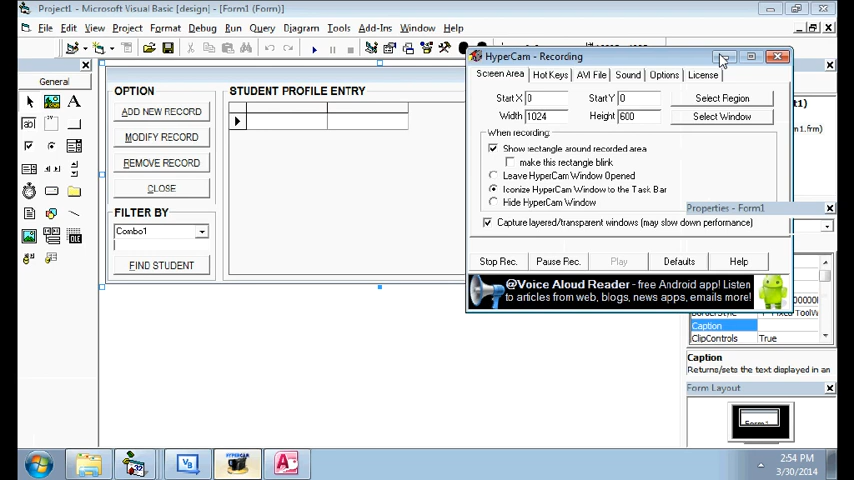 Project1 - Microsoft Visual Basic [design] - [Form1 (Form)]
File Edit View Project Format Debug Run Query Diagram Tools Add-Ins Window Help
General
OPTION
ADD NEW RECORD
MODIFY RECORD
REMOVE RECORD
CLOSE
FILTER BY
Combo1
FIND STUDENT
STUDENT PROFILE ENTRY
HyperCam - Recording
Screen Area Hot Keys AVI File Sound Options License
Start X 0 Start Y 0 Select Region
Width 1024 Height 600 Select Window
When recording:
Show rectangle around recorded area
make this rectangle blink
Leave HyperCam Window Opened
Iconize HyperCam Window to the Task Bar
Hide HyperCam Window
Capture layered/transparent windows (may slow down performance)
Stop Rec. Pause Rec. Play Defaults Help
@Voice Aloud Reader - free Android app! Listen
to articles from web, blogs, news apps, emails more!
Properties - Form1
Caption
ClipControls True
Caption
Returns/sets the text displayed in an
Form Layout
Form1
2:54 PM
3/30/2014